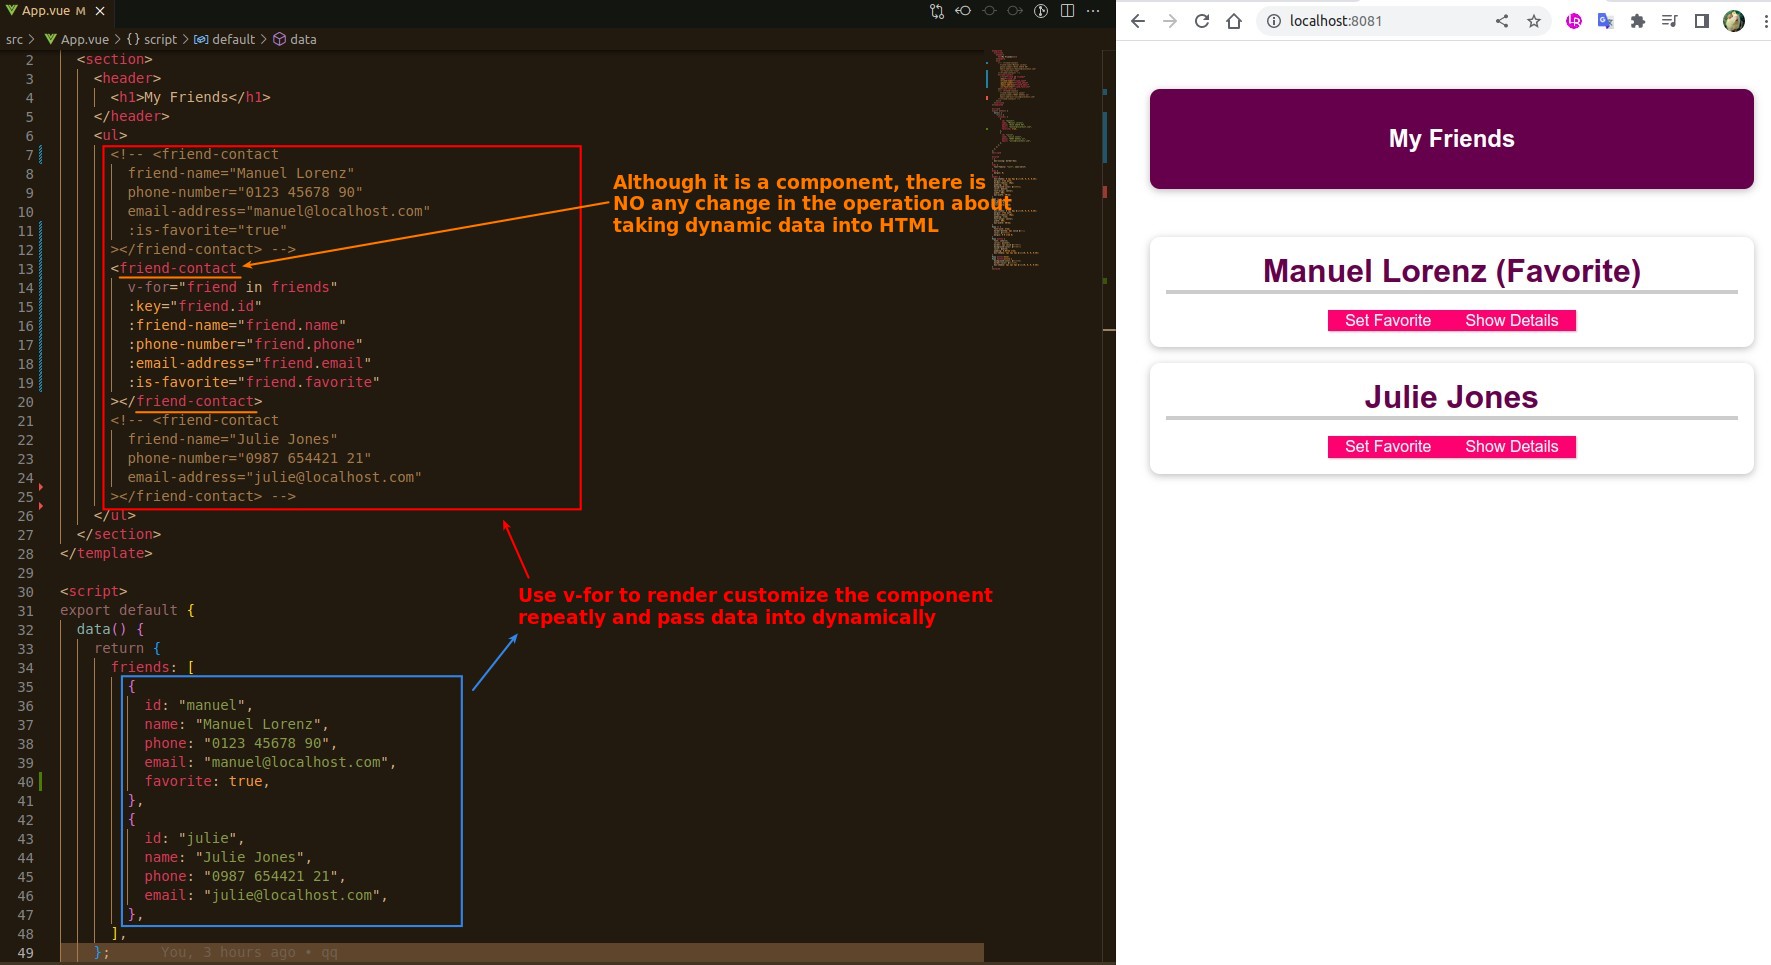 App.vue M
src > App.vue > {} script > default > data
2 <section>
3 <header>
4 <h1>My Friends</h1>
5 </header>
6 <ul>
7 <!-- <friend-contact
8 friend-name="Manuel Lorenz"
9 phone-number="0123 45678 90"
10 email-address="manuel@localhost.com"
11 :is-favorite="true"
12 ></friend-contact> -->
13 <friend-contact
14 v-for="friend in friends"
15 :key="friend.id"
16 :friend-name="friend.name"
17 :phone-number="friend.phone"
18 :email-address="friend.email"
19 :is-favorite="friend.favorite"
20 ></friend-contact>
21 <!-- <friend-contact
22 friend-name="Julie Jones"
23 phone-number="0987 654421 21"
24 email-address="julie@localhost.com"
25 ></friend-contact> -->
26 </ul>
27 </section>
28 </template>
29
30 <script>
31 export default {
32 data() {
33 return {
34 friends: [
35 {
36 id: "manuel",
37 name: "Manuel Lorenz",
38 phone: "0123 45678 90",
39 email: "manuel@localhost.com",
40 favorite: true,
41 },
42 {
43 id: "julie",
44 name: "Julie Jones",
45 phone: "0987 654421 21",
46 email: "julie@localhost.com",
47 },
48 ],
49 }; You, 3 hours ago • qq
Although it is a component, there is
NO any change in the operation about
taking dynamic data into HTML
Use v-for to render customize the component
repeatly and pass data into dynamically
localhost:8081
My Friends
Manuel Lorenz (Favorite)
Set Favorite Show Details
Julie Jones
Set Favorite Show Details